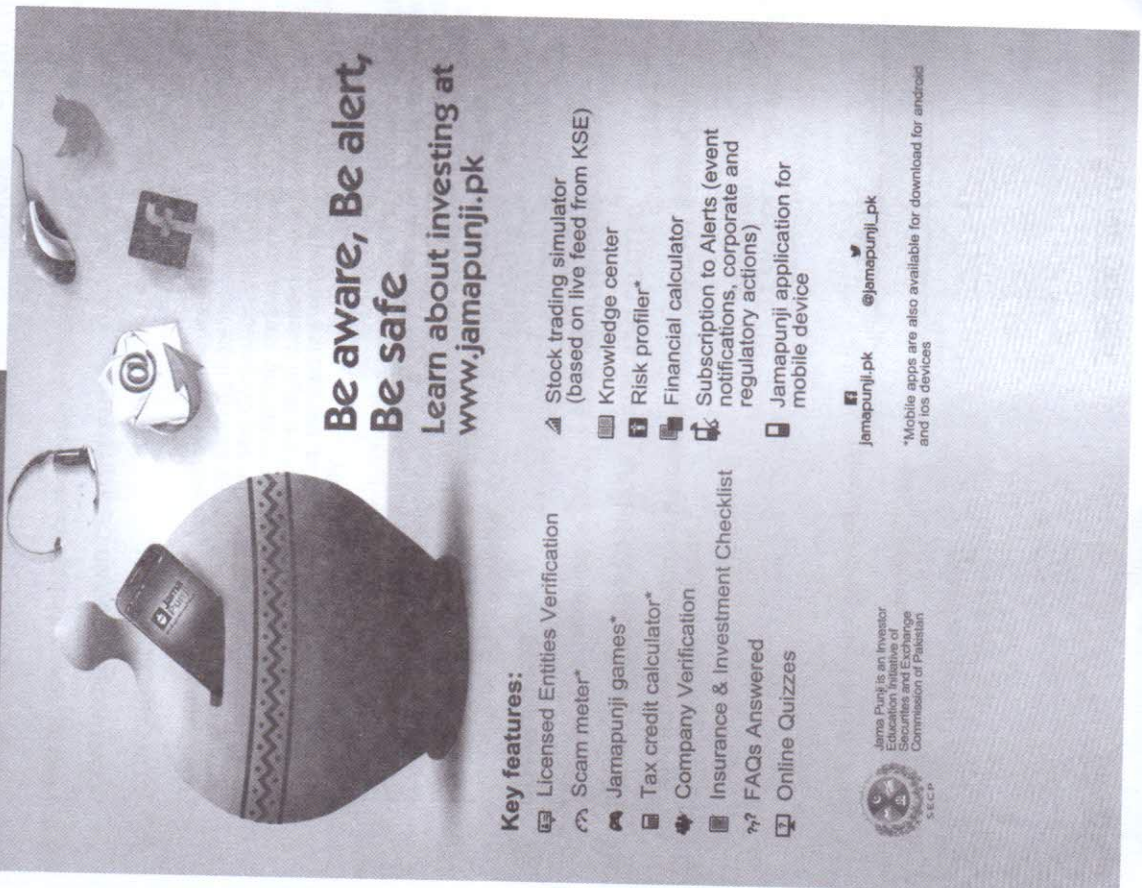 Jama
Punji
@
Be aware, Be alert,
Be safe
Learn about investing at
www.jamapunji.pk
Key features:
Licensed Entities Verification
Scam meter*
Jamapunji games*
Tax credit calculator*
Company Verification
Insurance & Investment Checklist
??? FAQs Answered
Online Quizzes
Stock trading simulator
(based on live feed from KSE)
Knowledge center
Risk profiler*
Financial calculator
Subscription to Alerts (event
notifications, corporate and
regulatory actions)
Jamapunji application for
mobile device
S.E.C.P
Jama Punji is an Investor
Education Initiative of
Securities and Exchange
Commission of Pakistan
jamapunji.pk
@jamapunji_pk
*Mobile apps are also available for download for android
and ios devices